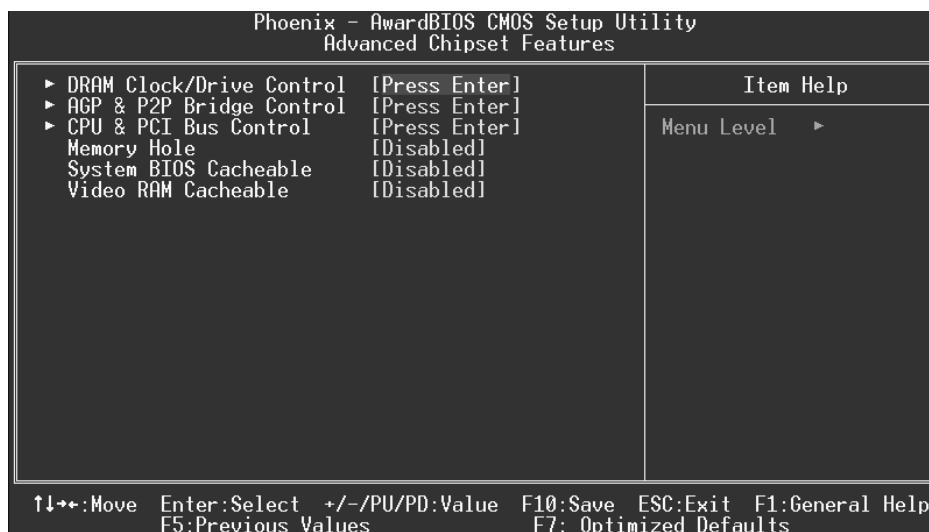 Phoenix - AwardBIOS CMOS Setup Utility
Advanced Chipset Features
► DRAM Clock/Drive Control [Press Enter]
► AGP & P2P Bridge Control [Press Enter]
► CPU & PCI Bus Control [Press Enter]
Memory Hole [Disabled]
System BIOS Cacheable [Disabled]
Video RAM Cacheable [Disabled]
Item Help
Menu Level ►
↑↓→←:Move Enter:Select +/-/PU/PD:Value F10:Save ESC:Exit F1:General Help
F5:Previous Values F7: Optimized Defaults